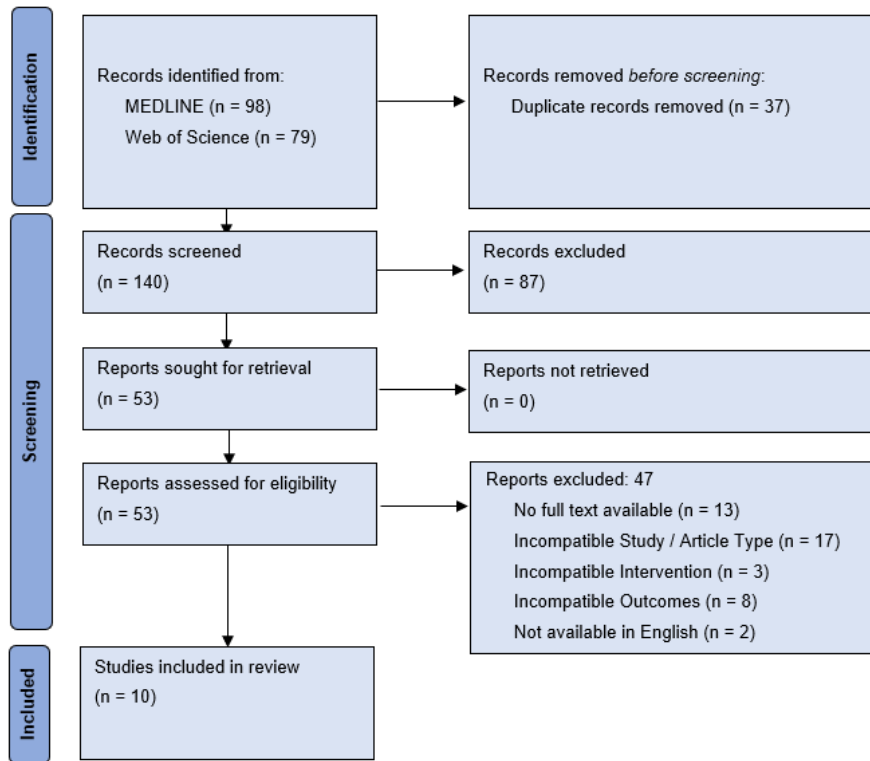 Identification
Records identified from:
MEDLINE (n = 98)
Web of Science (n = 79)
Records removed before screening:
Duplicate records removed (n = 37)
Screening
Records screened
(n = 140)
Records excluded
(n = 87)
Reports sought for retrieval
(n = 53)
Reports not retrieved
(n = 0)
Reports assessed for eligibility
(n = 53)
Reports excluded: 47
No full text available (n = 13)
Incompatible Study / Article Type (n = 17)
Incompatible Intervention (n = 3)
Incompatible Outcomes (n = 8)
Not available in English (n = 2)
Included
Studies included in review
(n = 10)